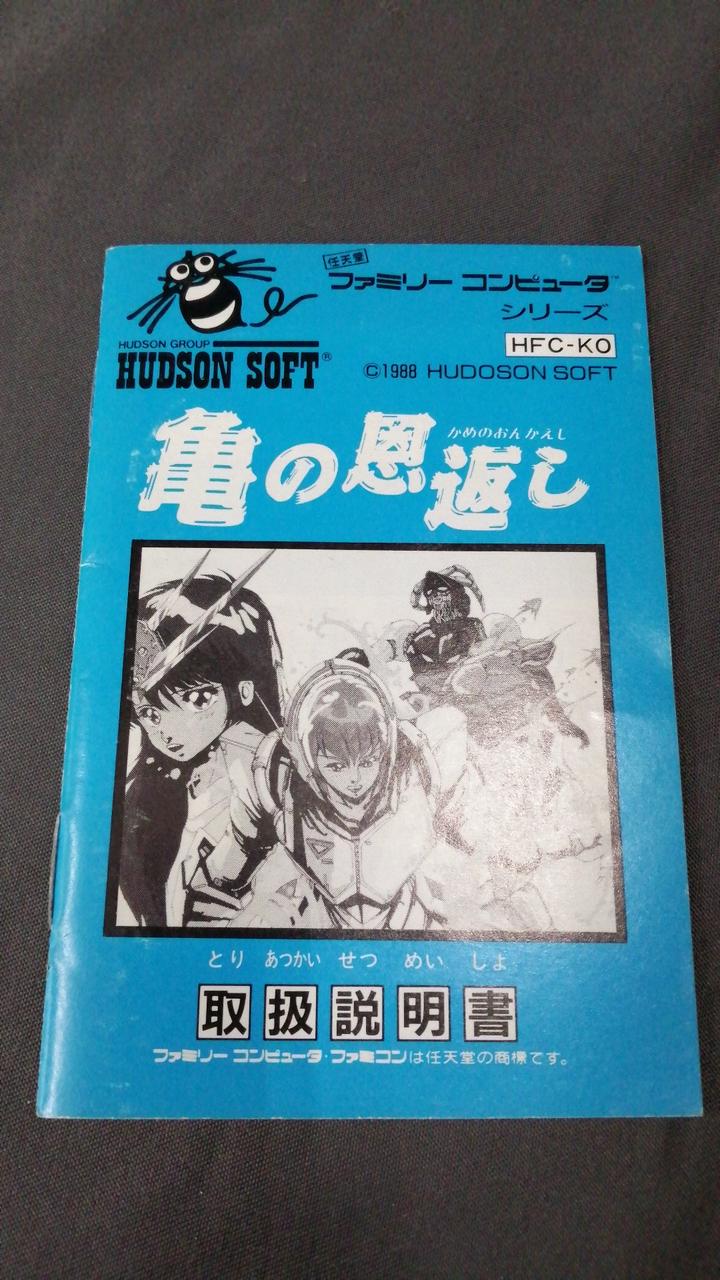 任天堂
ファミリー コンピュータ™
シリーズ
HUDSON GROUP
HUDSON SOFT®
HFC-KO
©1988 HUDOSON SOFT
かめのおんかえし
亀の恩返し
とり あつかい せつ めい しよ
取扱説明書
ファミリー コンピュータ・ファミコンは任天堂の商標です。